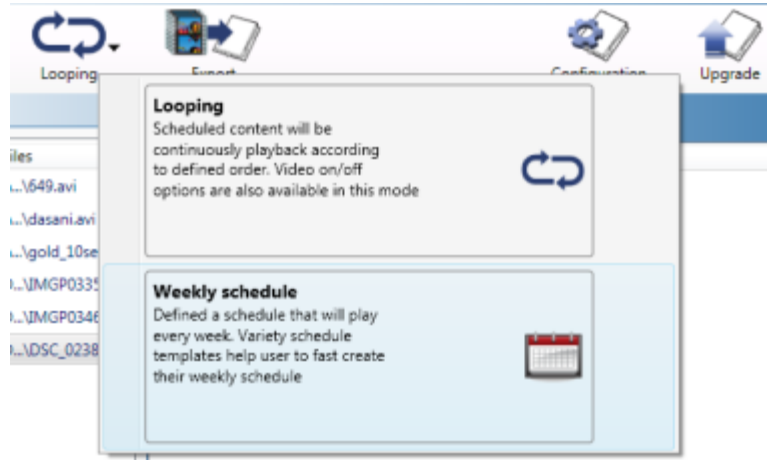 Looping
Upgrade
Looping
Scheduled content will be
continuously playback according
to defined order. Video on/off
options are also available in this mode
iles
...\649.avi
...\dasani.avi
...\gold_10se
...\IMGP0335
...\IMGP0346
...\DSC_0238
Weekly schedule
Defined a schedule that will play
every week. Variety schedule
templates help user to fast create
their weekly schedule